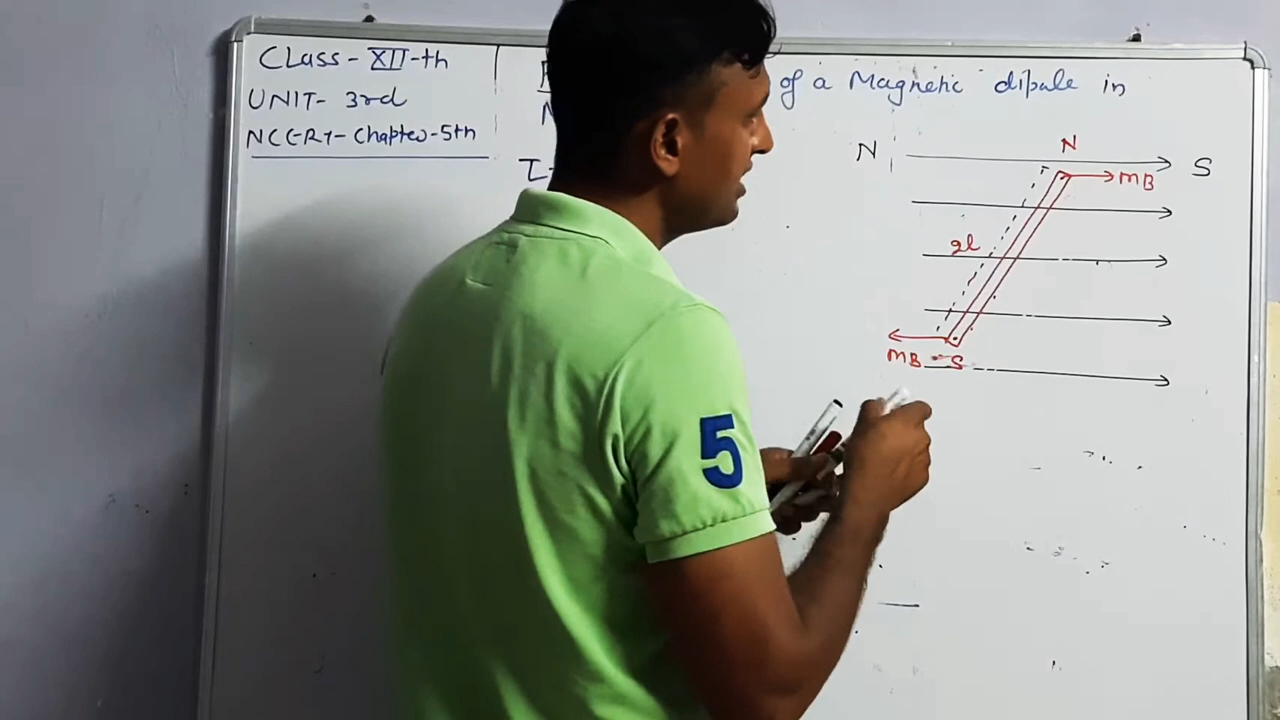 CLass - XII-th
UNIT- 3rd
NCERT- Chapter-5th
of a Magnetic dipole in
N
N
S
mB
2l
mB
S
5